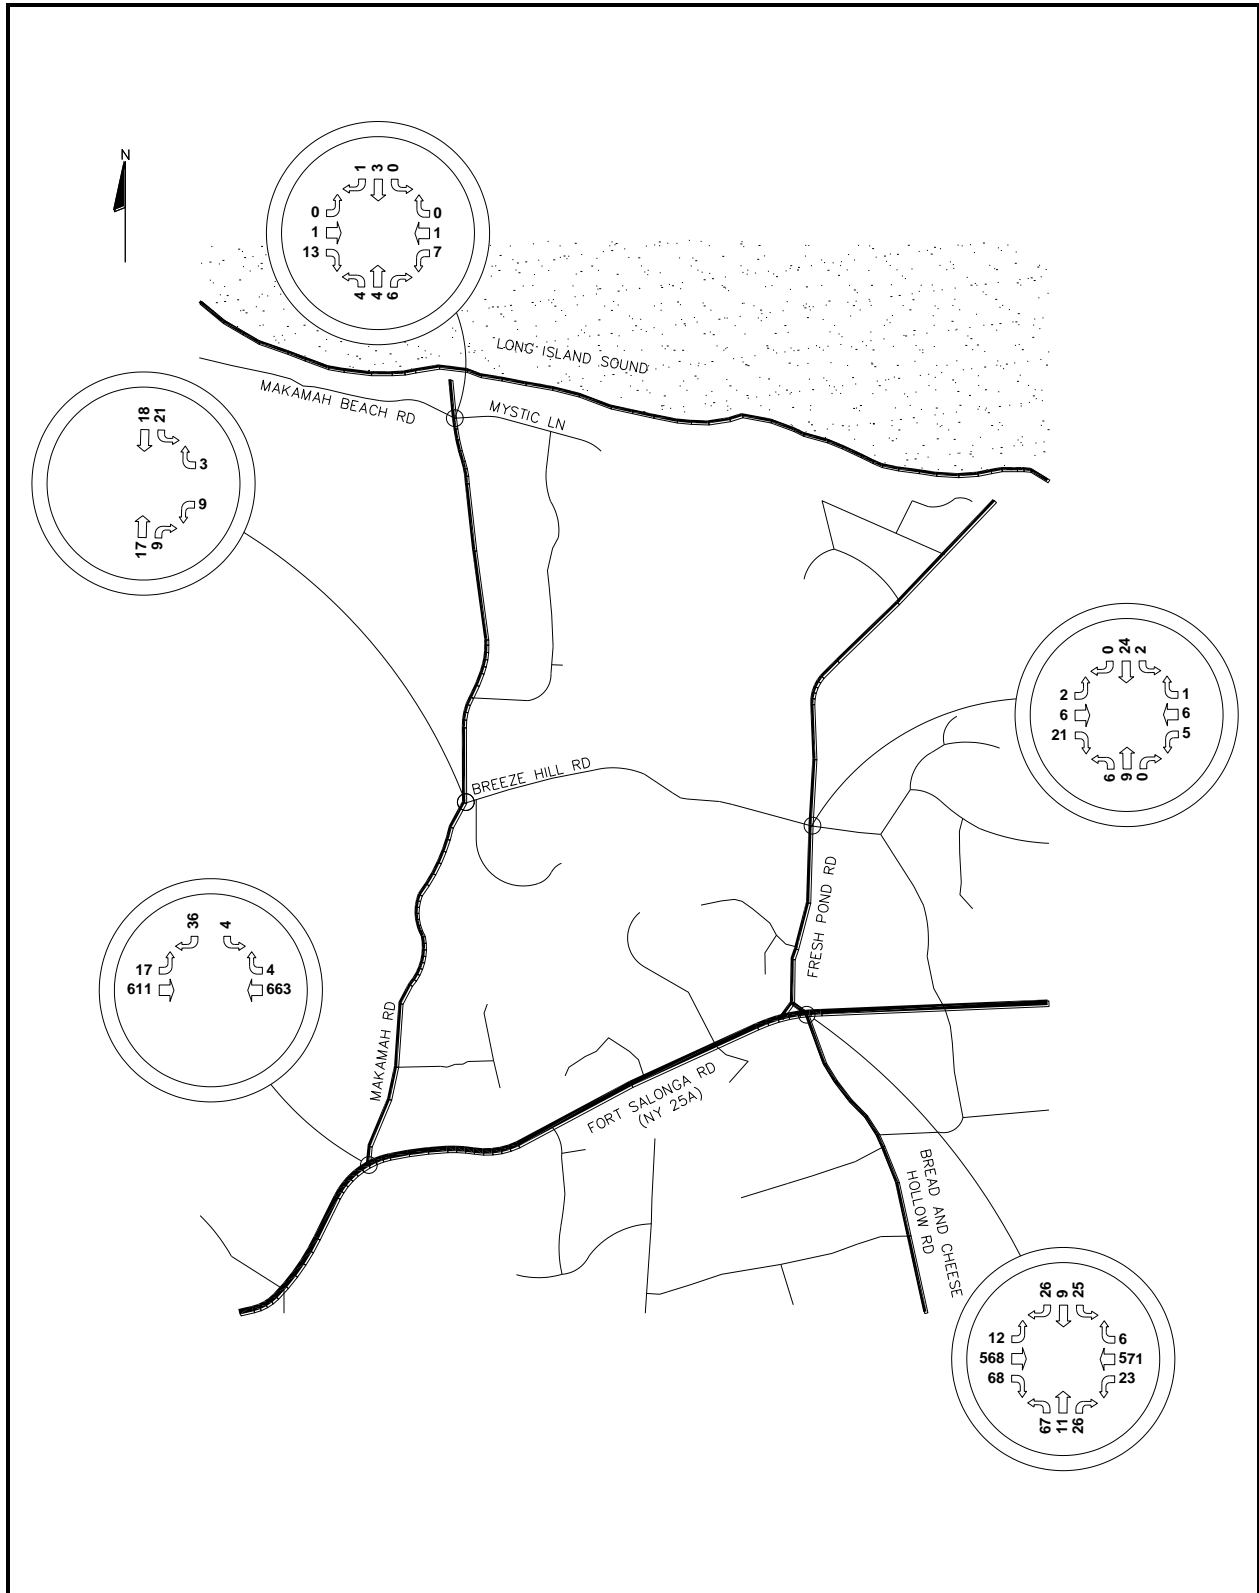 N
1 3 0
0 0
1 1
13 7
4 4 6
LONG ISLAND SOUND
MAKAMAH BEACH RD
MYSTIC LN
18 21
3
9
17 9
0 24 2
2 1
6 6
21 5
6 9 0
BREEZE HILL RD
FRESH POND RD
36 4
17 4
611 663
MAKAMAH RD
FORT SALONGA RD
(NY 25A)
BREAD AND CHEESE
HOLLOW RD
26 9 25
12 6
568 571
68 23
67 11 26